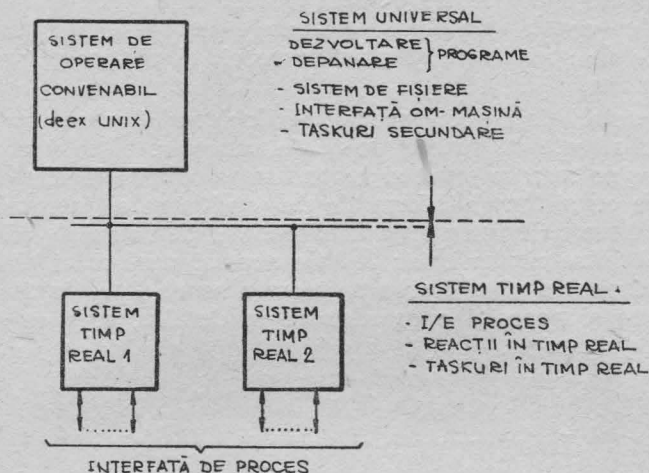 SISTEM DE
OPERARE
CONVENABIL
(de ex UNIX)
SISTEM UNIVERSAL
DEZVOLTARE
- DEPANARE } PROGRAME
- SISTEM DE FIȘIERE
- INTERFAȚĂ OM-MAȘINĂ
- TASKURI SECUNDARE
SISTEM
TIMP
REAL 1
SISTEM
TIMP
REAL 2
SISTEM TIMP REAL .
- I/E PROCES
- REACȚII ÎN TIMP REAL
- TASKURI ÎN TIMP REAL
INTERFAȚĂ DE PROCES